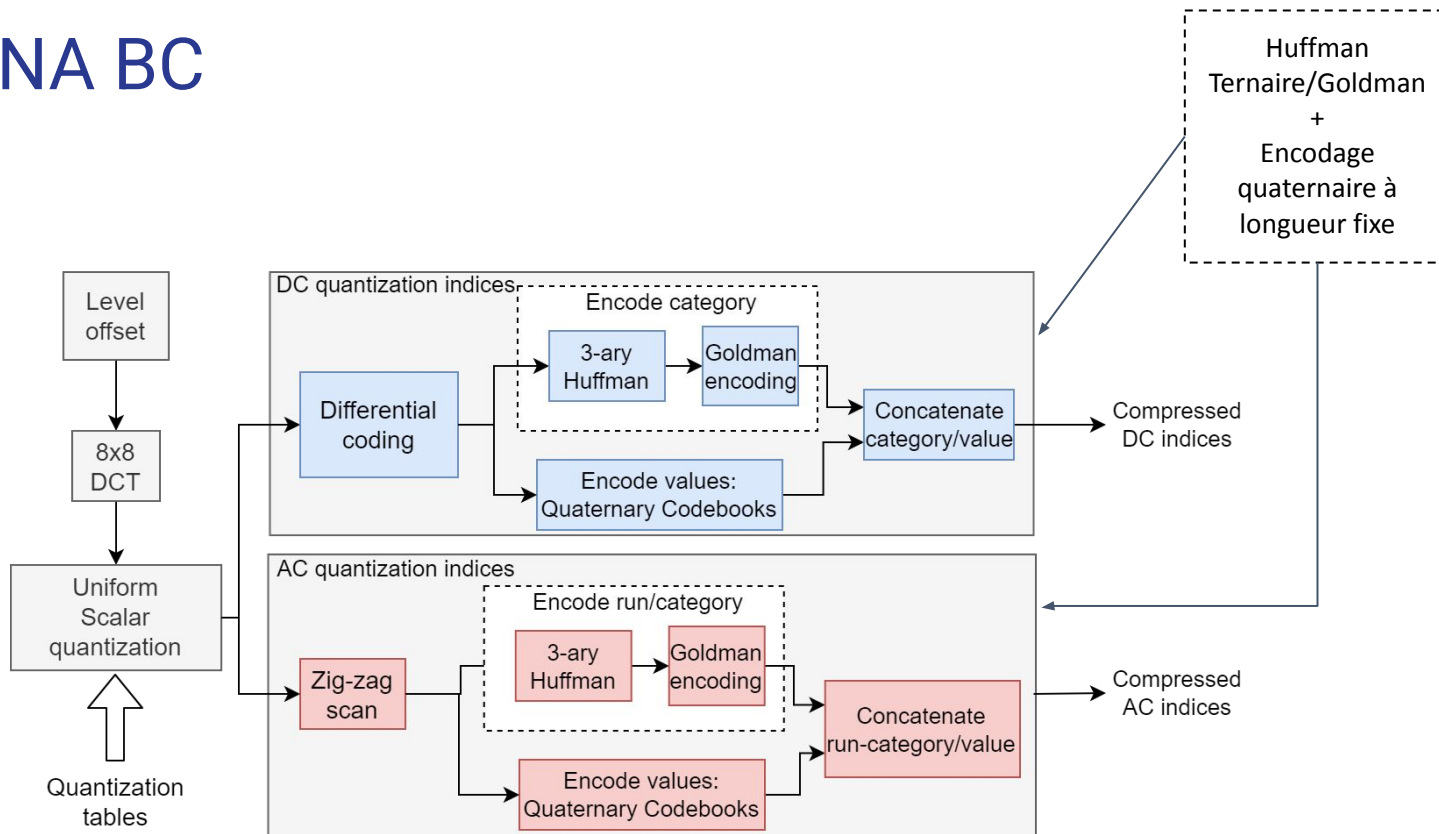 NA BC
Huffman
Ternaire/Goldman
+
Encodage
quaternaire à
longueur fixe
Level
offset
8x8
DCT
Uniform
Scalar
quantization
Quantization
tables
DC quantization indices
Encode category
3-ary
Huffman
Goldman
encoding
Differential
coding
Encode values:
Quaternary Codebooks
Concatenate
category/value
Compressed
DC indices
AC quantization indices
Encode run/category
3-ary
Huffman
Goldman
encoding
Zig-zag
scan
Encode values:
Quaternary Codebooks
Concatenate
run-category/value
Compressed
AC indices